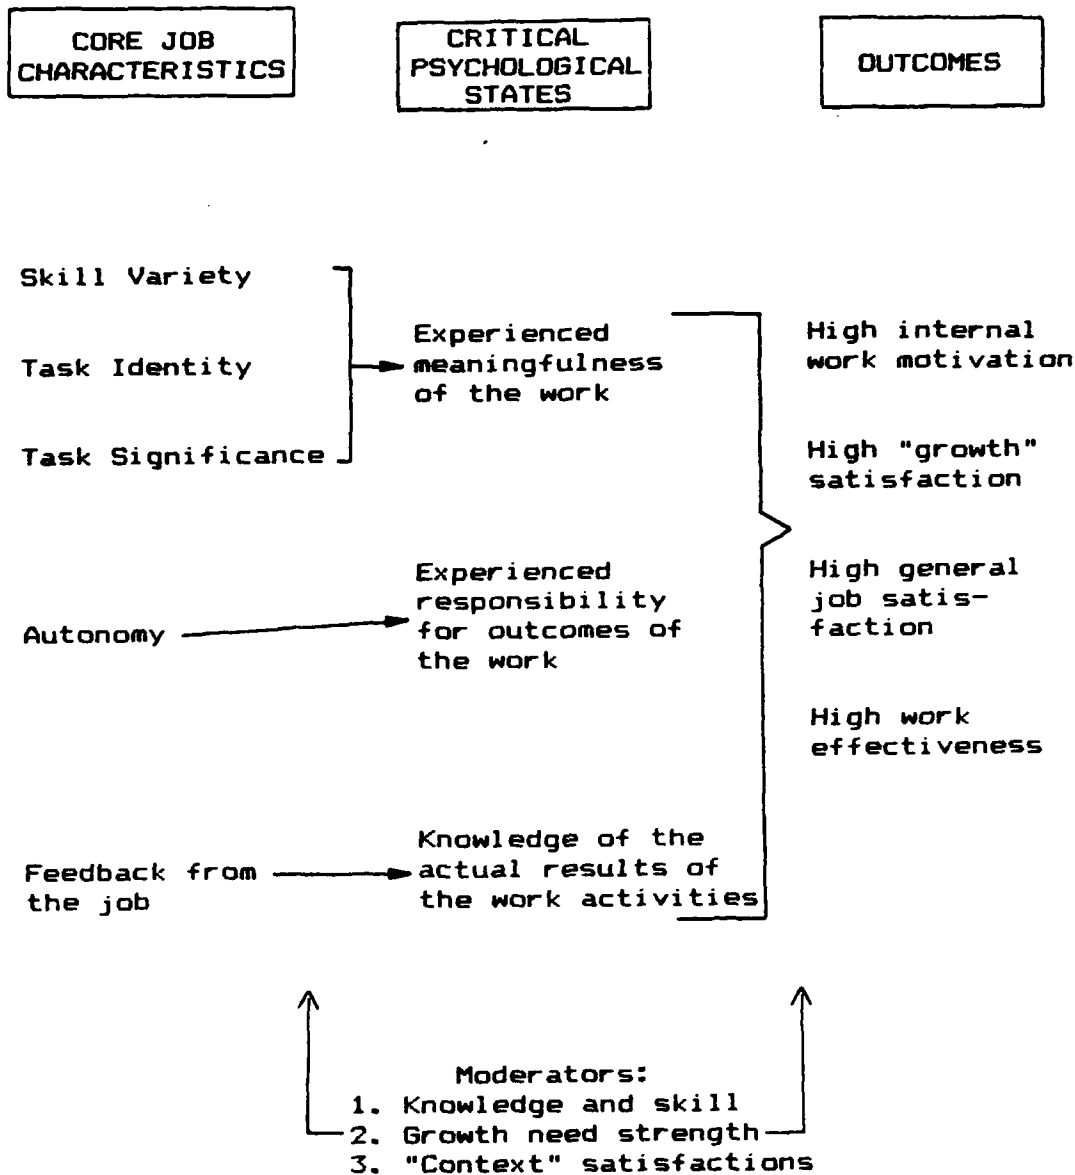 CORE JOB
CHARACTERISTICS
CRITICAL
PSYCHOLOGICAL
STATES
OUTCOMES
Skill Variety
Task Identity
Task Significance
Experienced
meaningfulness
of the work
High internal
work motivation
High "growth"
satisfaction
Autonomy
Experienced
responsibility
for outcomes of
the work
High general
job satis-
faction
High work
effectiveness
Feedback from
the job
Knowledge of the
actual results of
the work activities
Moderators:
1. Knowledge and skill
2. Growth need strength
3. "Context" satisfactions